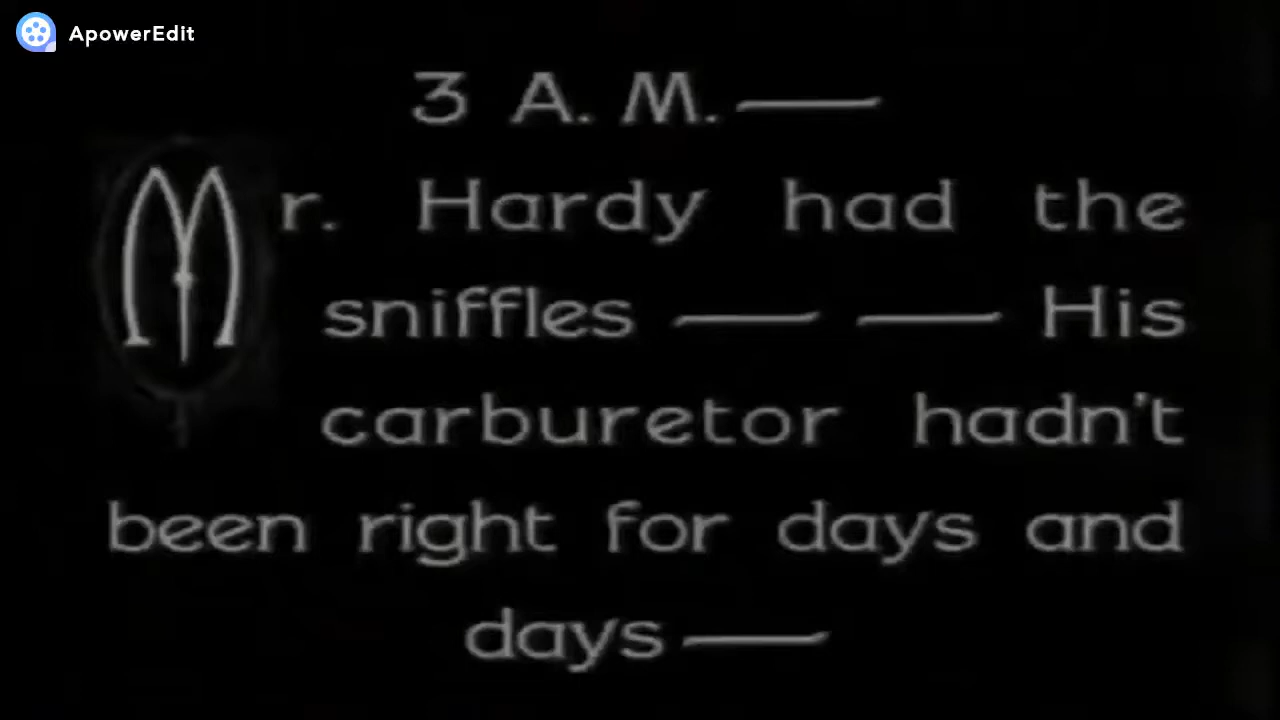 ApowerEdit
3 A. M.—
Mr. Hardy had the
sniffles — — His
carburetor hadn't
been right for days and
days—